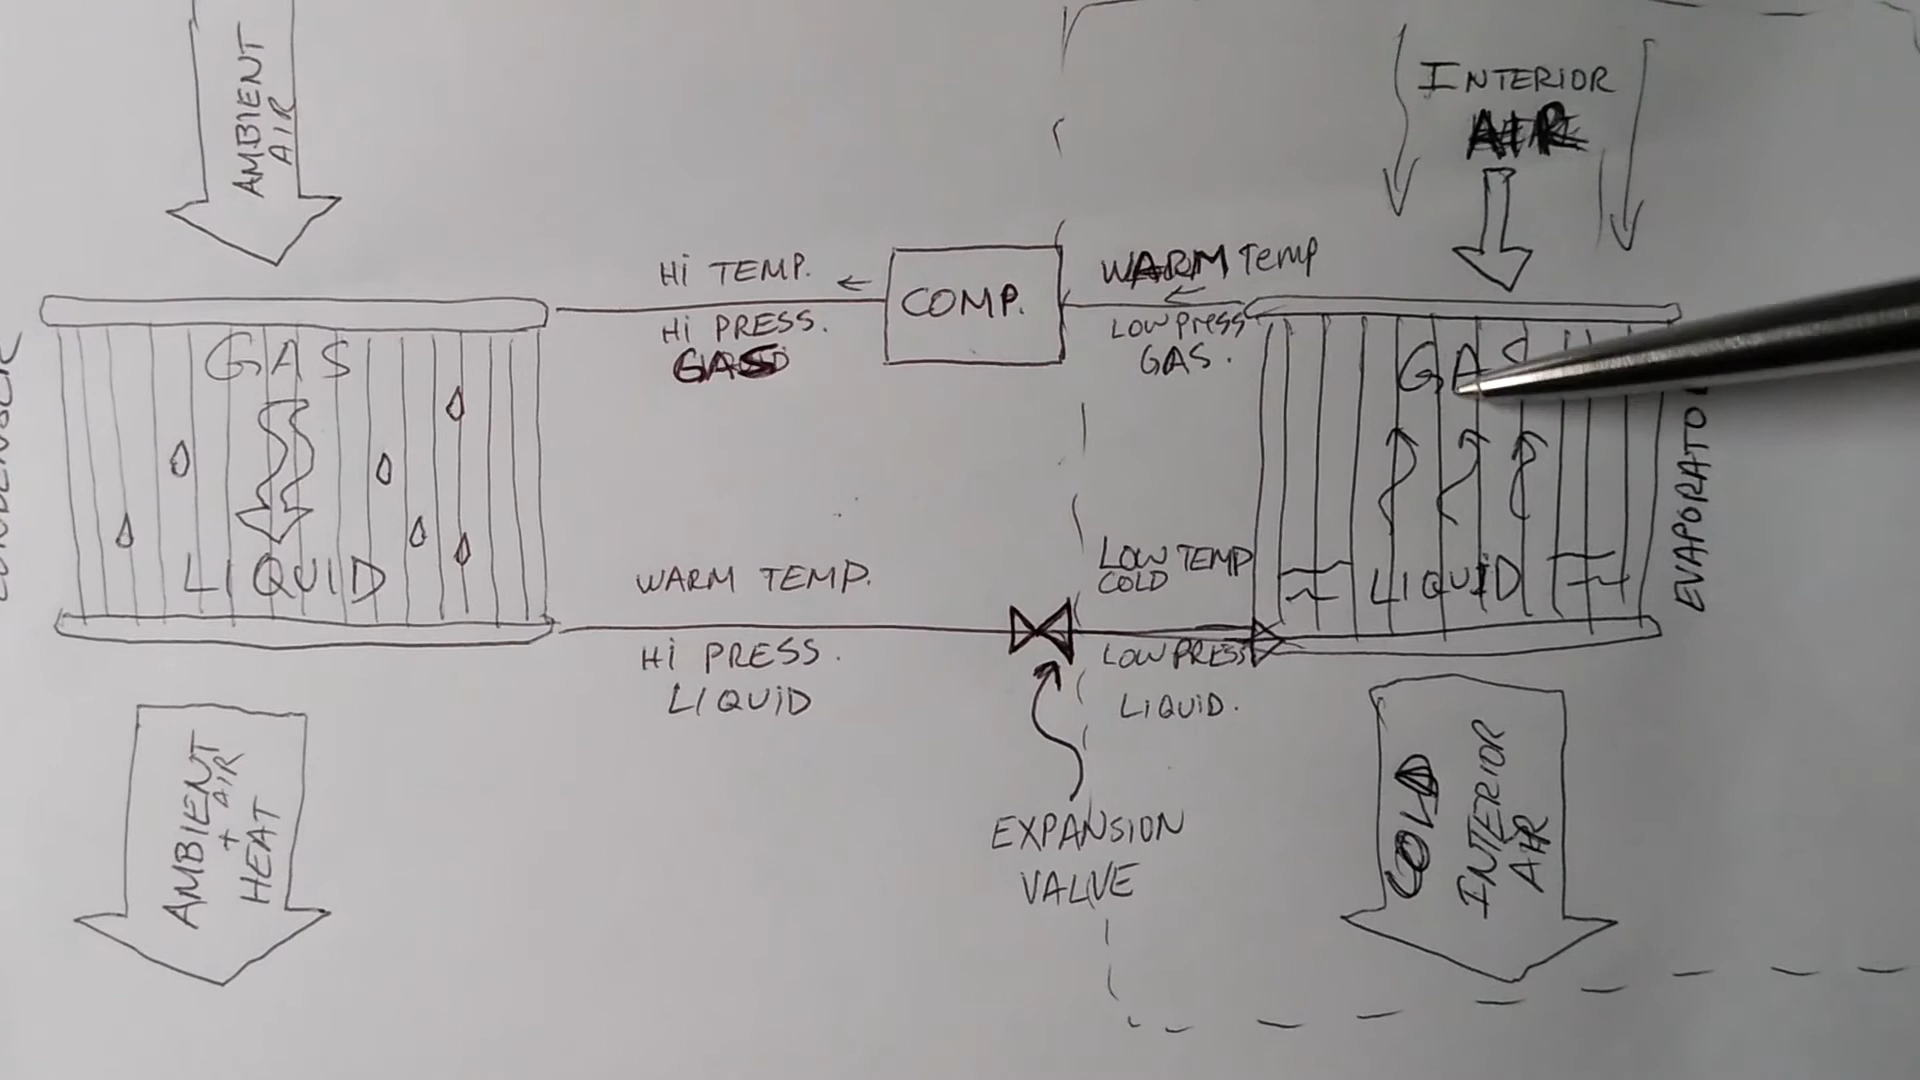 AMBIENT
AIR
INTERIOR
AIR
HI TEMP.
HI PRESS.
GAS
COMP.
WARM Temp
LOW PRESS
GAS.
GAS
LIQUID
GAS
LIQUID
EVAPORATO
WARM TEMP.
HI PRESS.
LIQUID
LOW TEMP
COLD
LOW PRESS
LIQUID.
EXPANSION
VALVE
AMBIENT
+ AIR
HEAT
COLD
INTERIOR
AIR